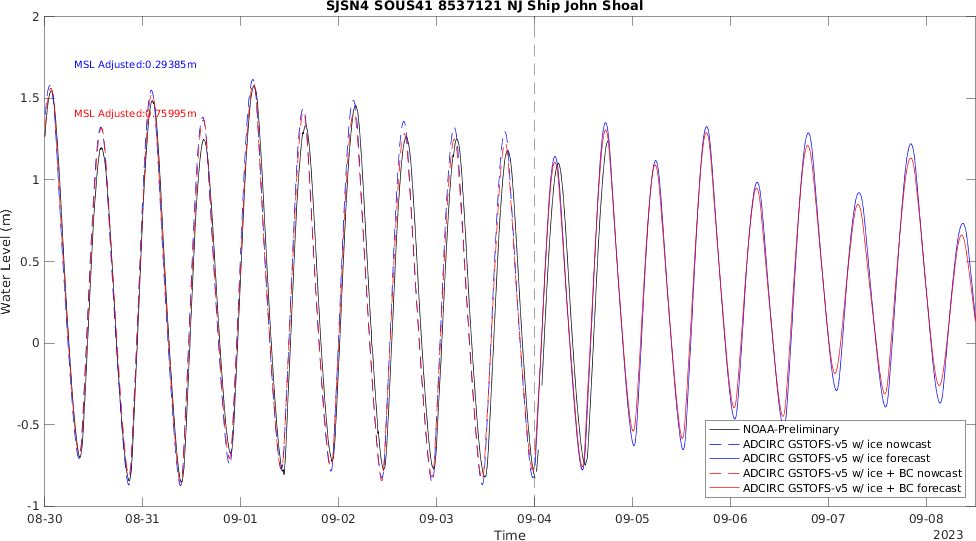 SJSN4 SOUS41 8537121 NJ Ship John Shoal
2
1.5
1
0.5
0
-0.5
-1
Water Level (m)
MSL Adjusted:0.29385m
MSL Adjusted:0.75995m
NOAA-Preliminary
ADCIRC GSTOFS-v5 w/ ice nowcast
ADCIRC GSTOFS-v5 w/ ice forecast
ADCIRC GSTOFS-v5 w/ ice + BC nowcast
ADCIRC GSTOFS-v5 w/ ice + BC forecast
08-30 08-31 09-01 09-02 09-03 09-04 09-05 09-06 09-07 09-08
Time
2023